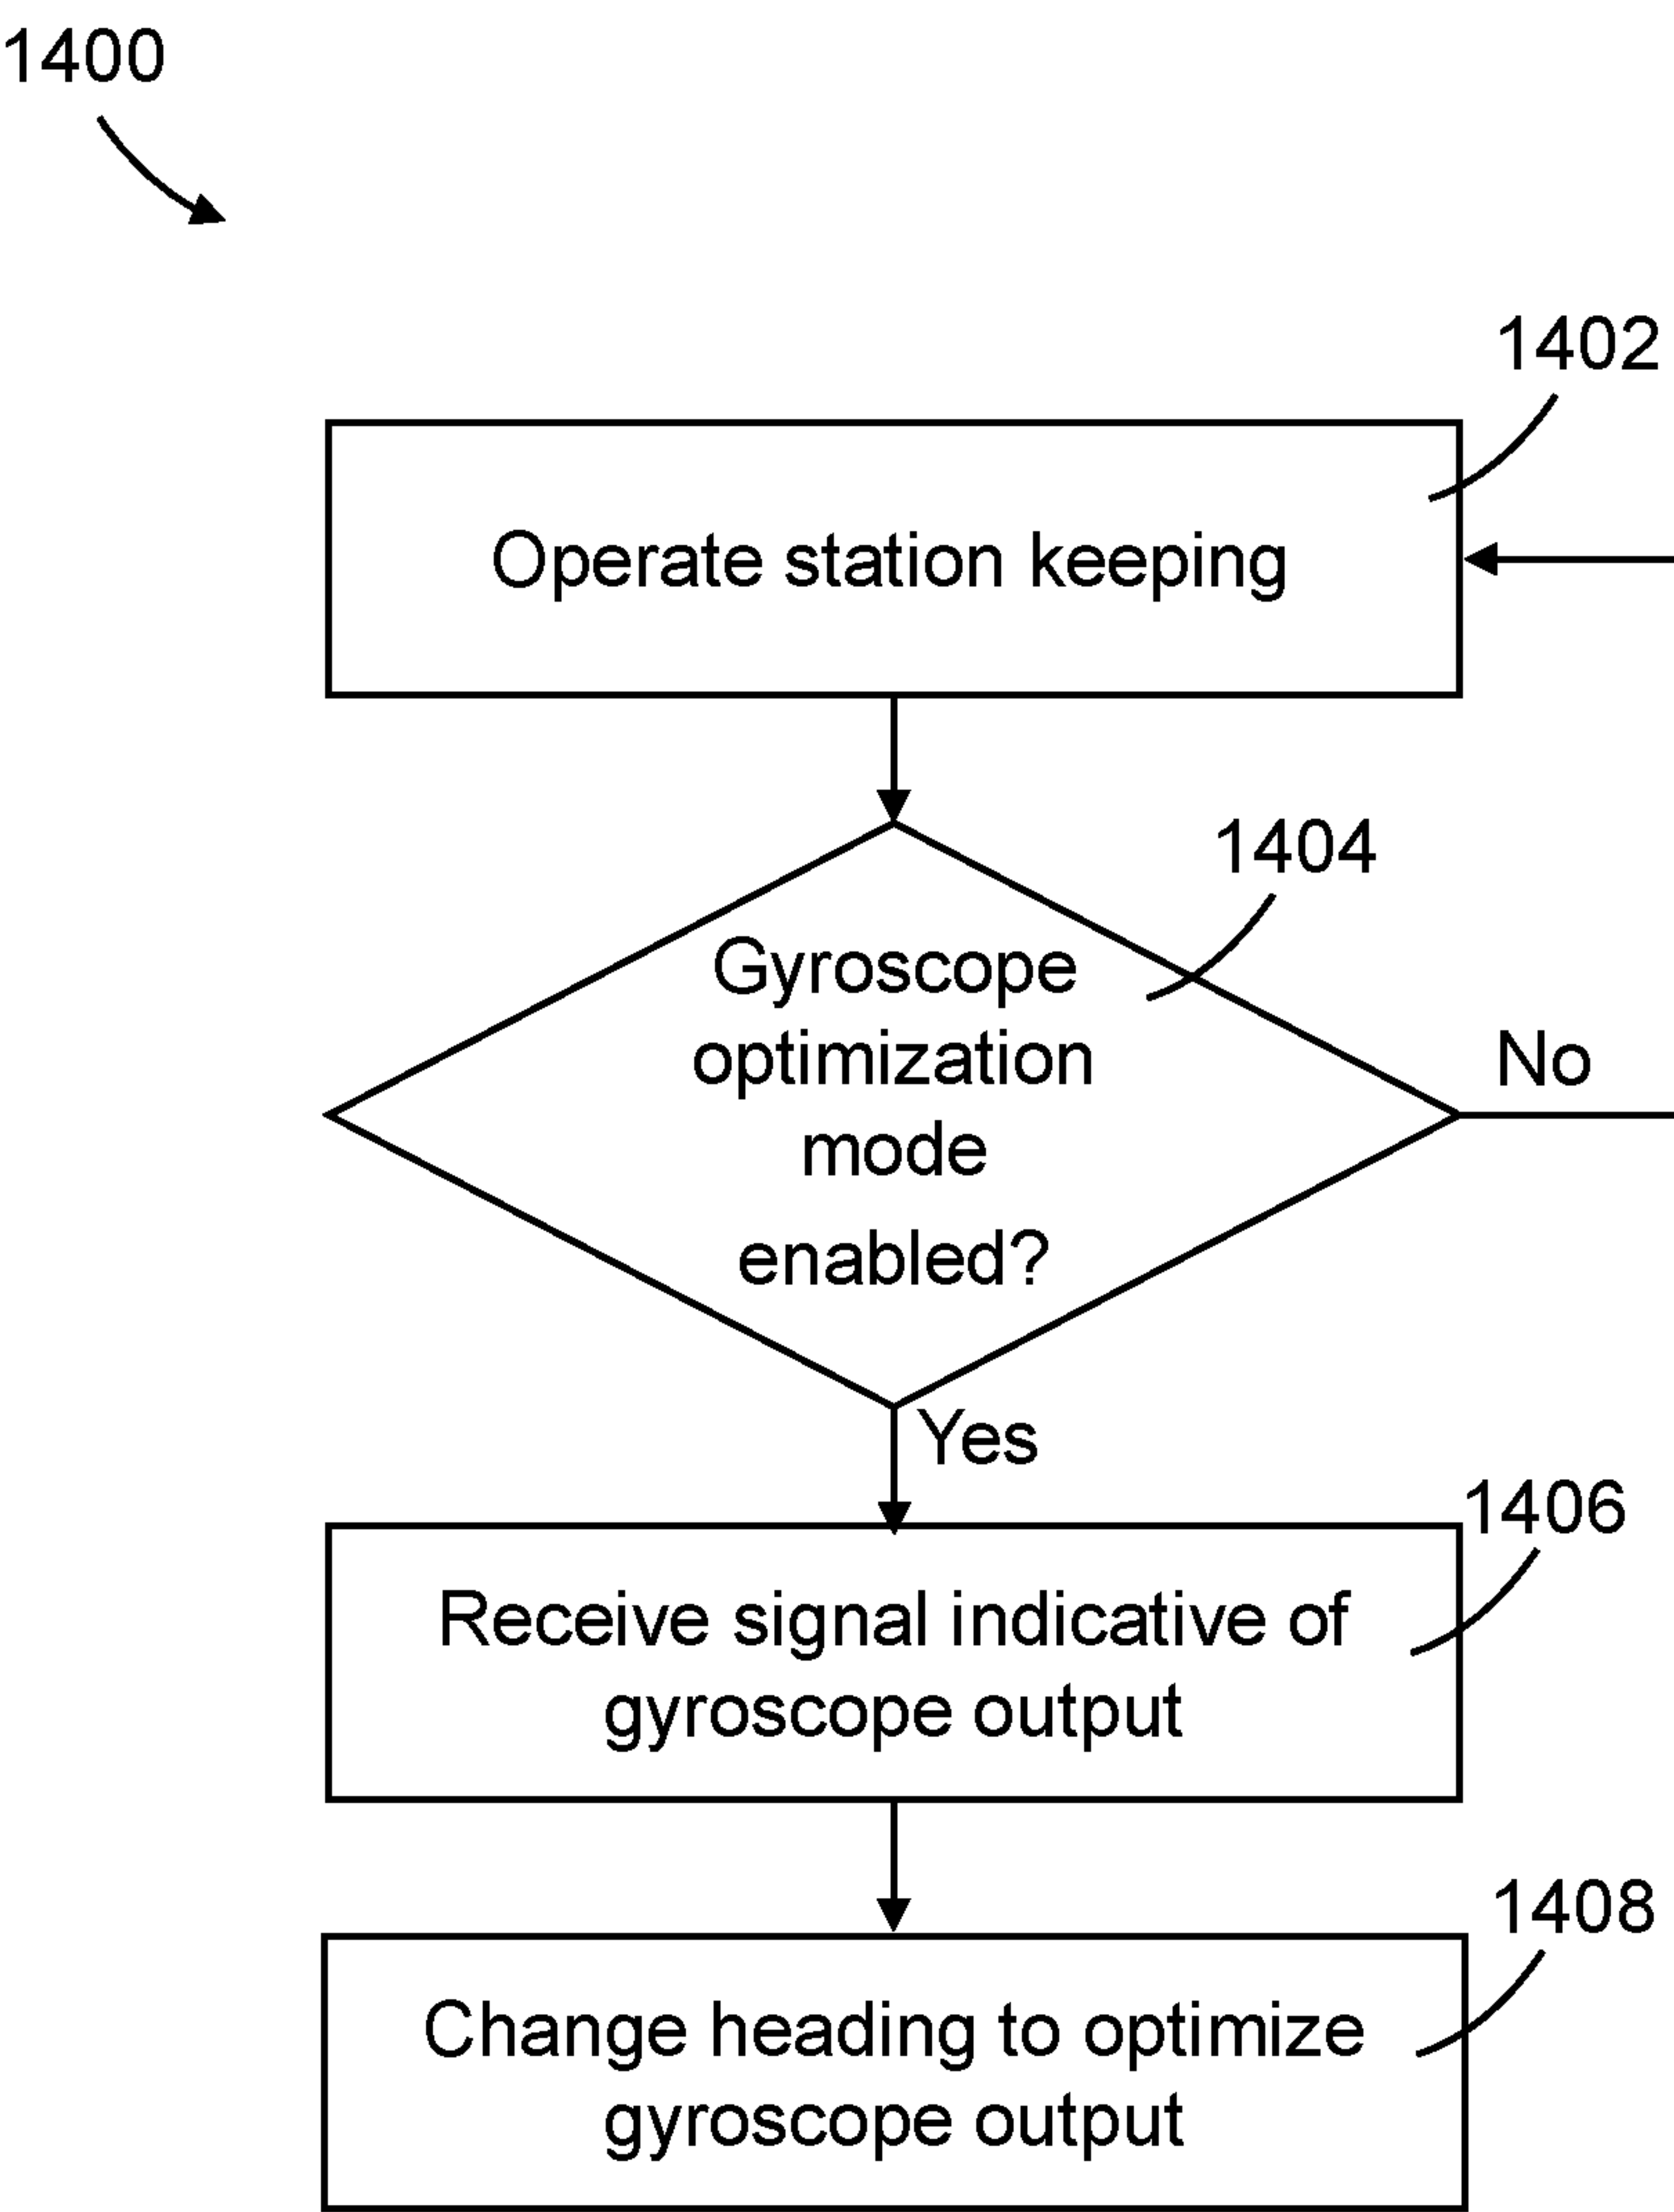 1400
1402
Operate station keeping
1404
Gyroscope
optimization
mode
enabled?
No
Yes
1406
Receive signal indicative of
gyroscope output
1408
Change heading to optimize
gyroscope output